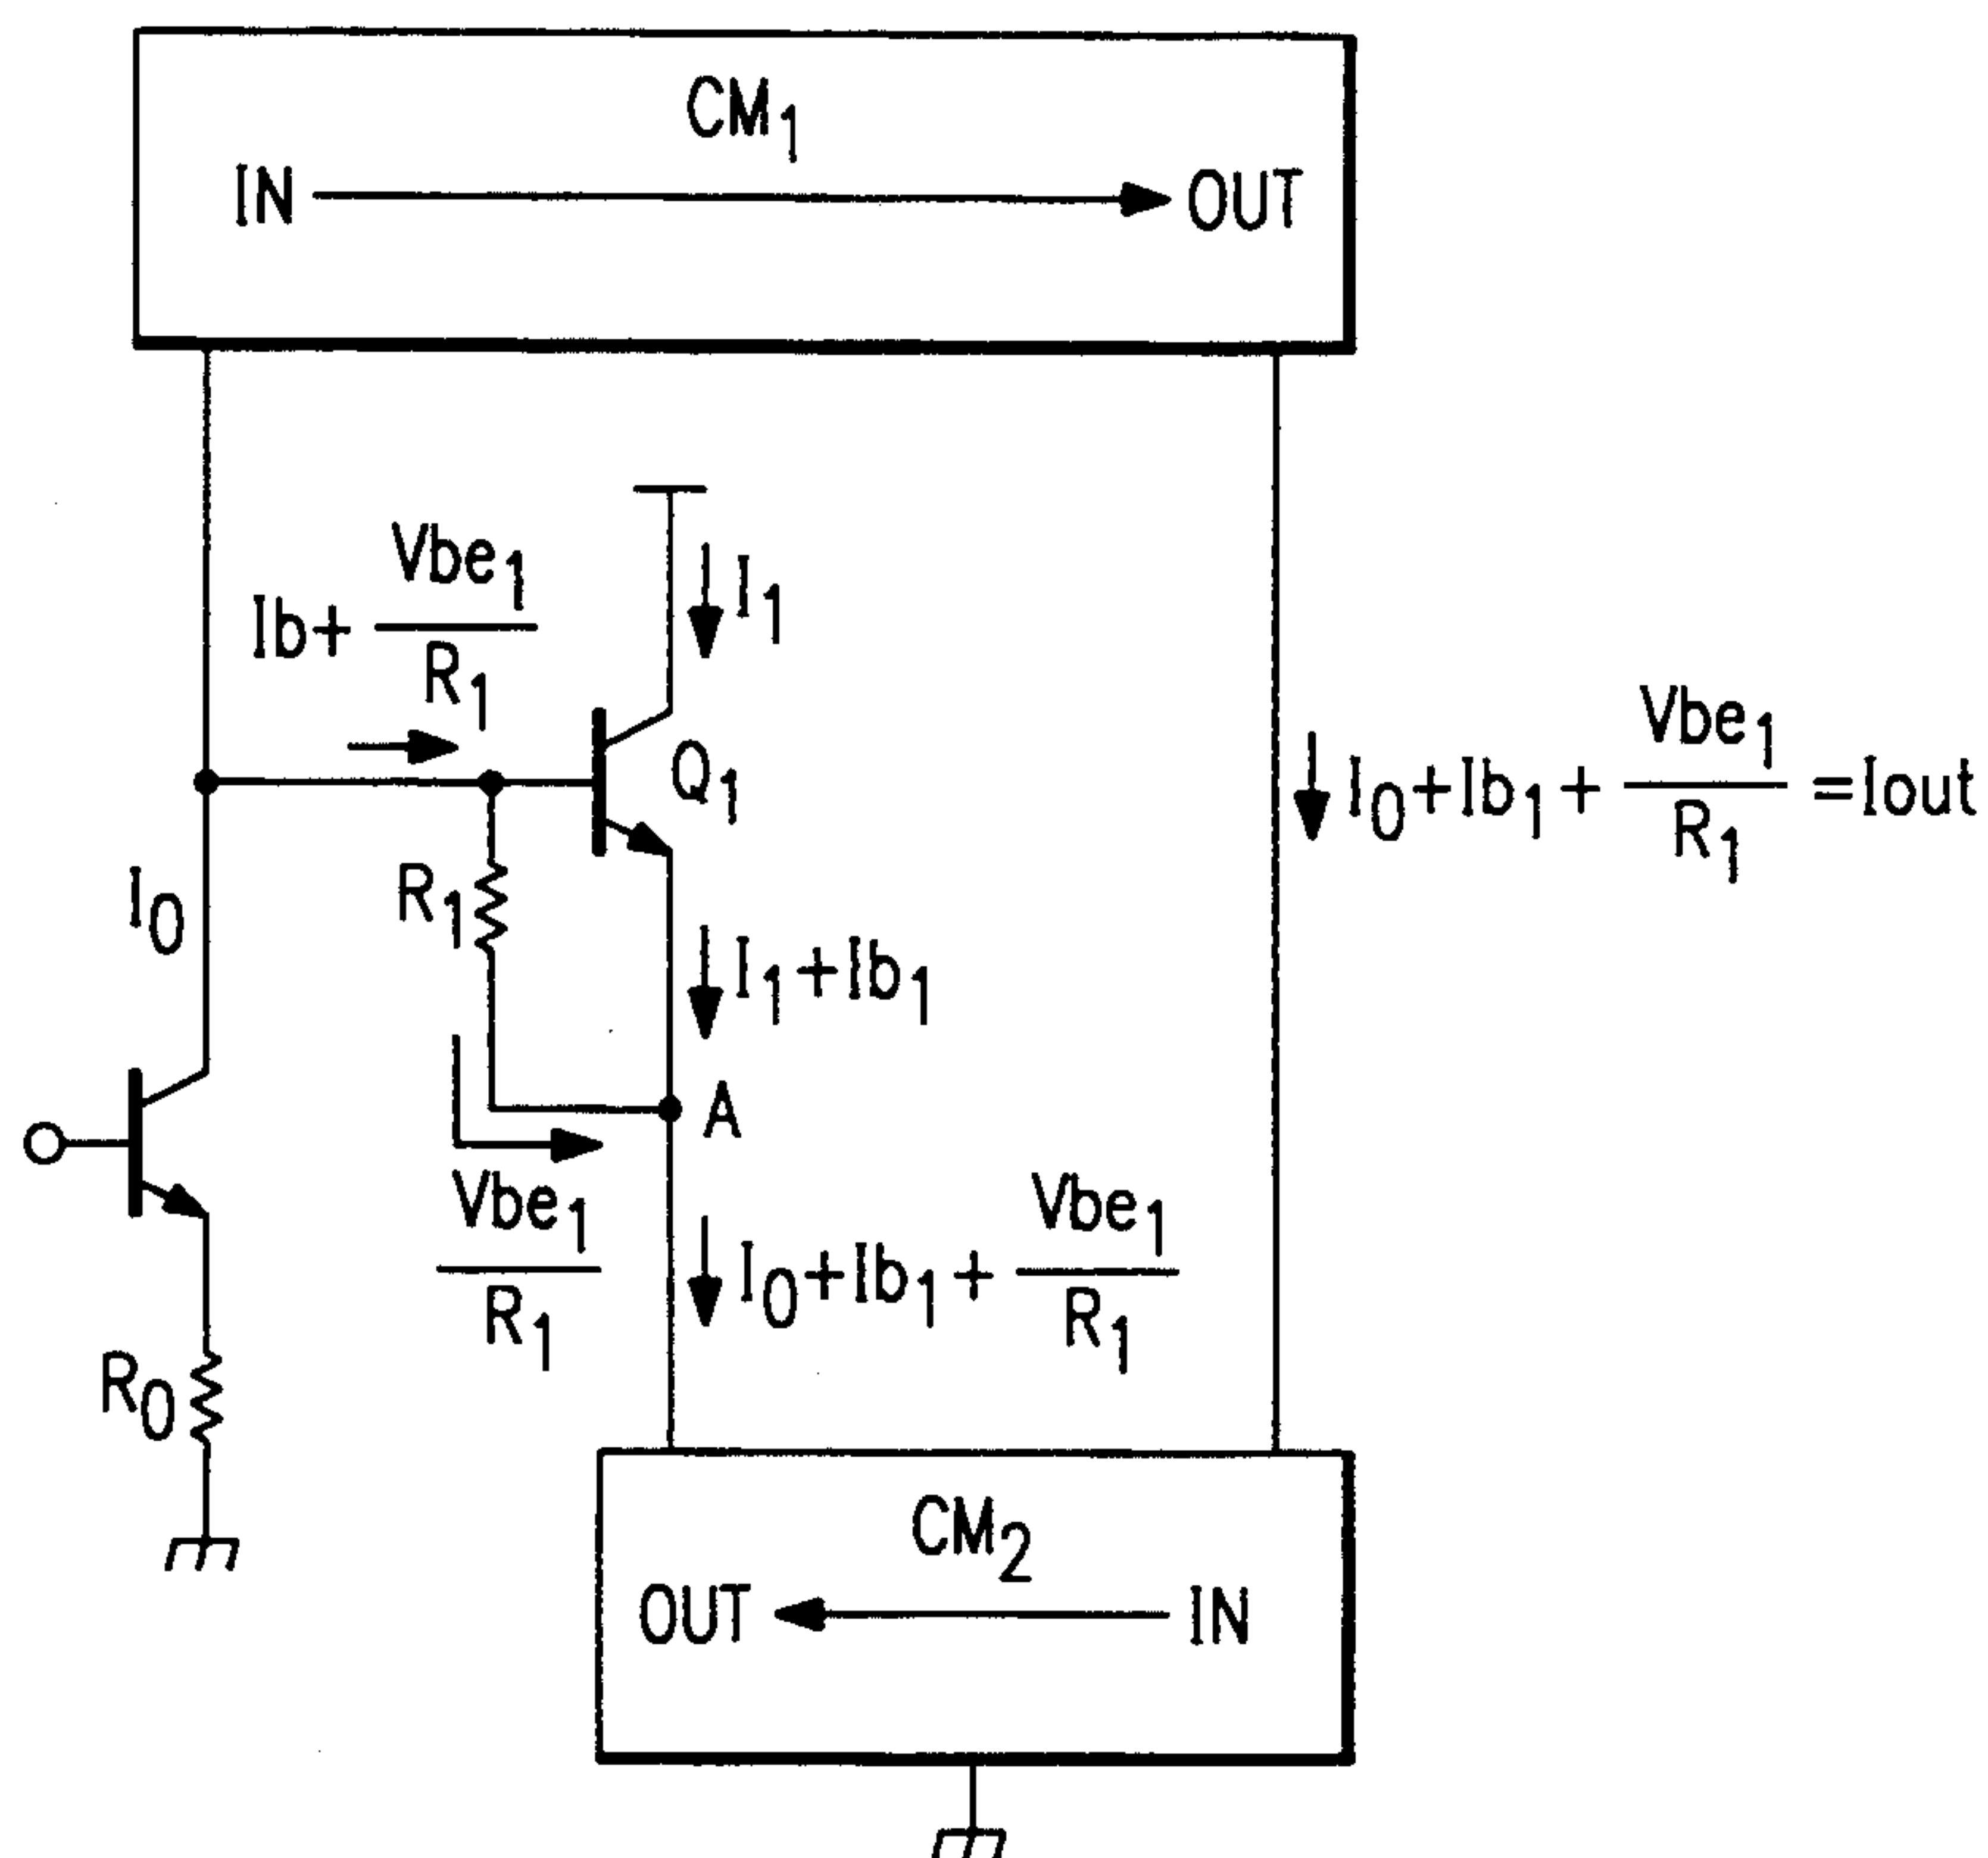 CM1
IN OUT
Ib+ Vbe1/R1
I1
Q1
I0+Ib1+ Vbe1/R1 =Iout
I0
R1
I1+Ib1
A
Vbe1/R1
I0+Ib1+ Vbe1/R1
R0
CM2
OUT IN